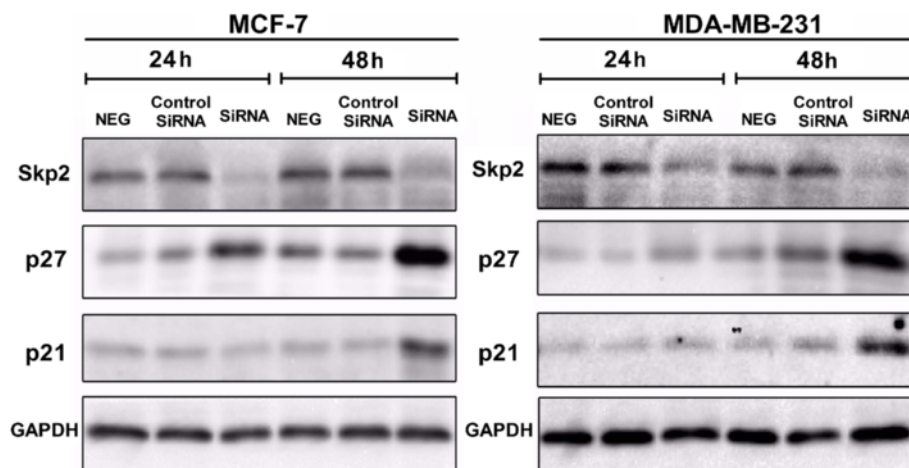 MCF-7
24h 48h
NEG Control SiRNA SiRNA NEG Control SiRNA SiRNA
Skp2
p27
p21
GAPDH
MDA-MB-231
24h 48h
NEG Control SiRNA SiRNA NEG Control SiRNA SiRNA
Skp2
p27
p21
GAPDH